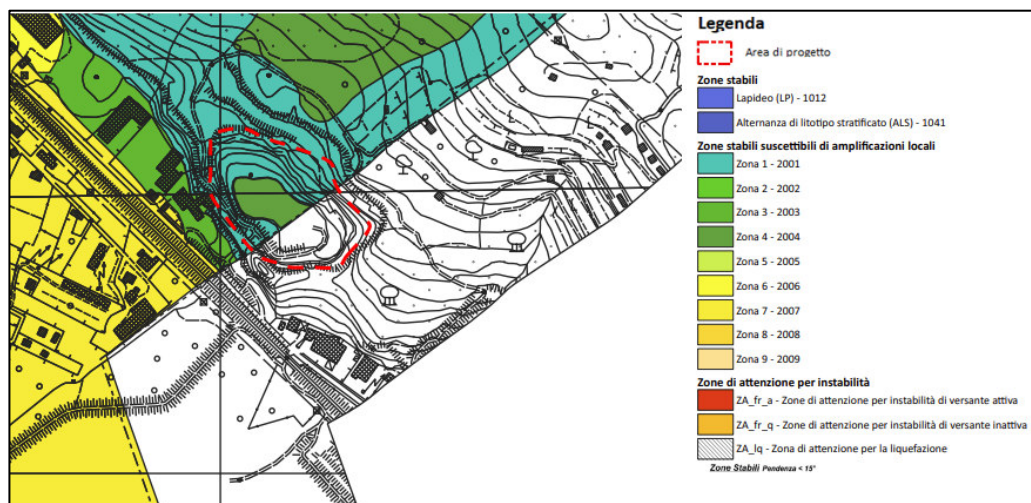 Legenda
Area di progetto
Zone stabili
Lapideo (LP) - 1012
Alternanza di litotipo stratificato (ALS) - 1041
Zone stabili suscettibili di amplificazioni locali
Zona 1 - 2001
Zona 2 - 2002
Zona 3 - 2003
Zona 4 - 2004
Zona 5 - 2005
Zona 6 - 2006
Zona 7 - 2007
Zona 8 - 2008
Zona 9 - 2009
Zone di attenzione per instabilità
ZA_fr_a - Zone di attenzione per instabilità di versante attiva
ZA_fr_q - Zone di attenzione per instabilità di versante inattiva
ZA_lq - Zona di attenzione per la liquefazione
Zone Stabili Pendenza < 15°